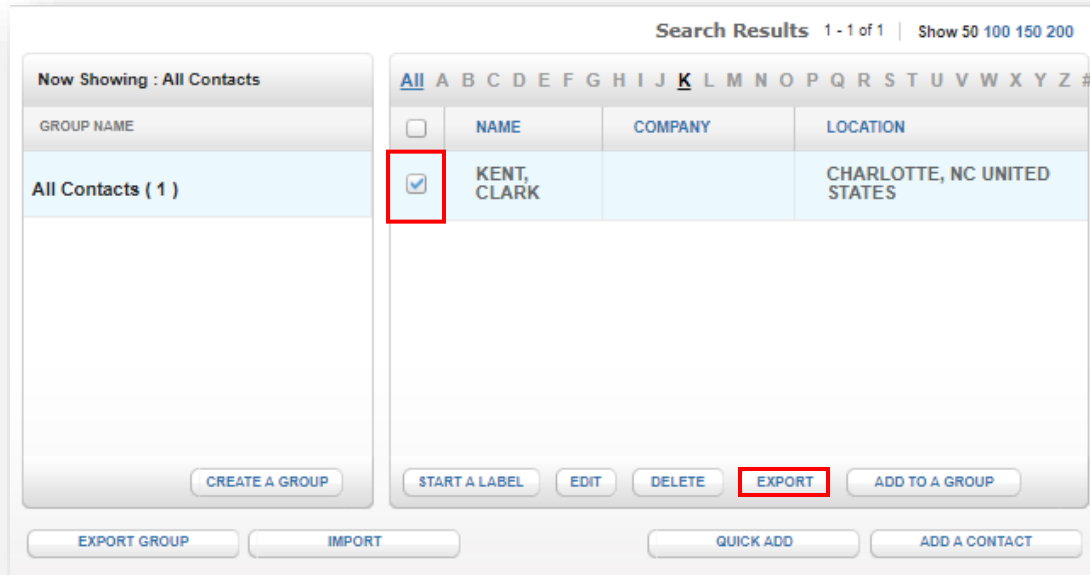 Search Results 1 - 1 of 1 | Show 50 100 150 200
Now Showing : All Contacts
All A B C D E F G H I J K L M N O P Q R S T U V W X Y Z #
GROUP NAME
NAME COMPANY LOCATION
All Contacts ( 1 )
KENT,
CLARK
CHARLOTTE, NC UNITED
STATES
CREATE A GROUP
START A LABEL EDIT DELETE EXPORT ADD TO A GROUP
EXPORT GROUP IMPORT QUICK ADD ADD A CONTACT